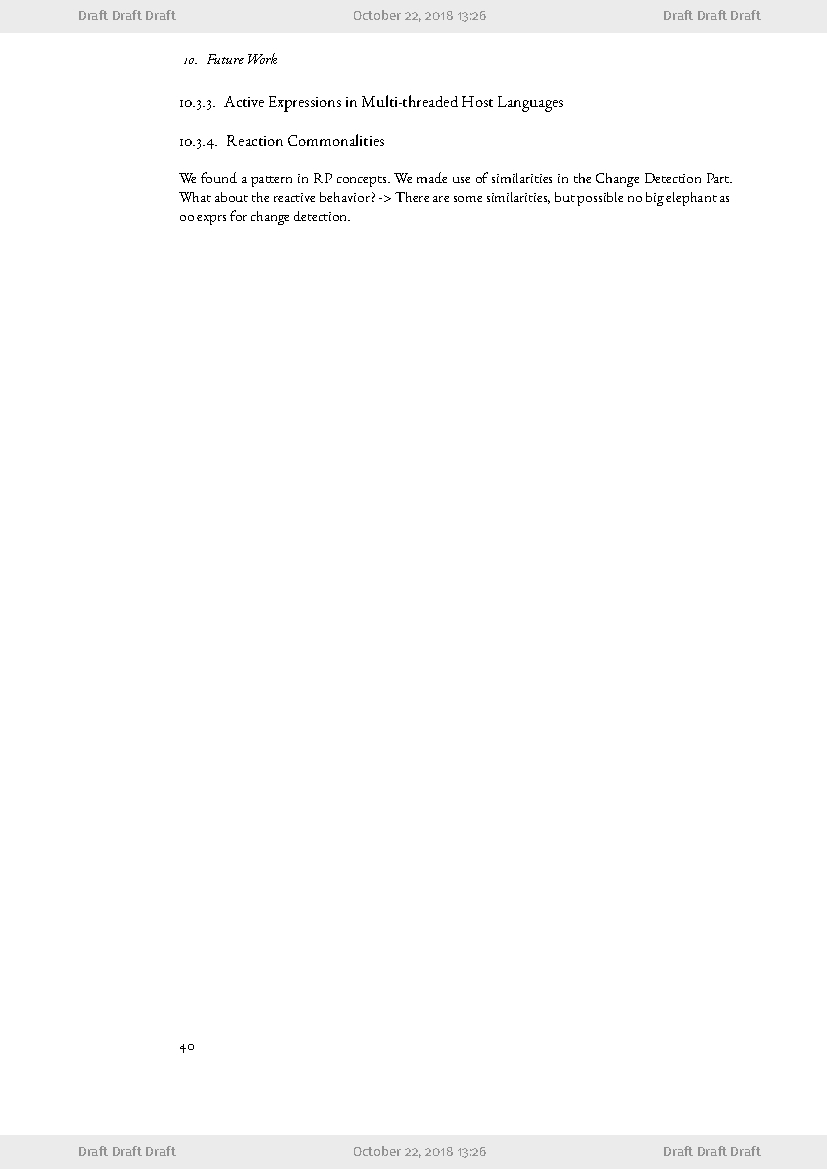 Draft Draft Draft October 22, 2018 13:26 Draft Draft Draft
10. Future Work
10.3.3. Active Expressions in Multi-threaded Host Languages
10.3.4. Reaction Commonalities
We found a pattern in RP concepts. We made use of similarities in the Change Detection Part.
What about the reactive behavior? -> There are some similarities, but possible no big elephant as
oo exprs for change detection.
40
Draft Draft Draft October 22, 2018 13:26 Draft Draft Draft